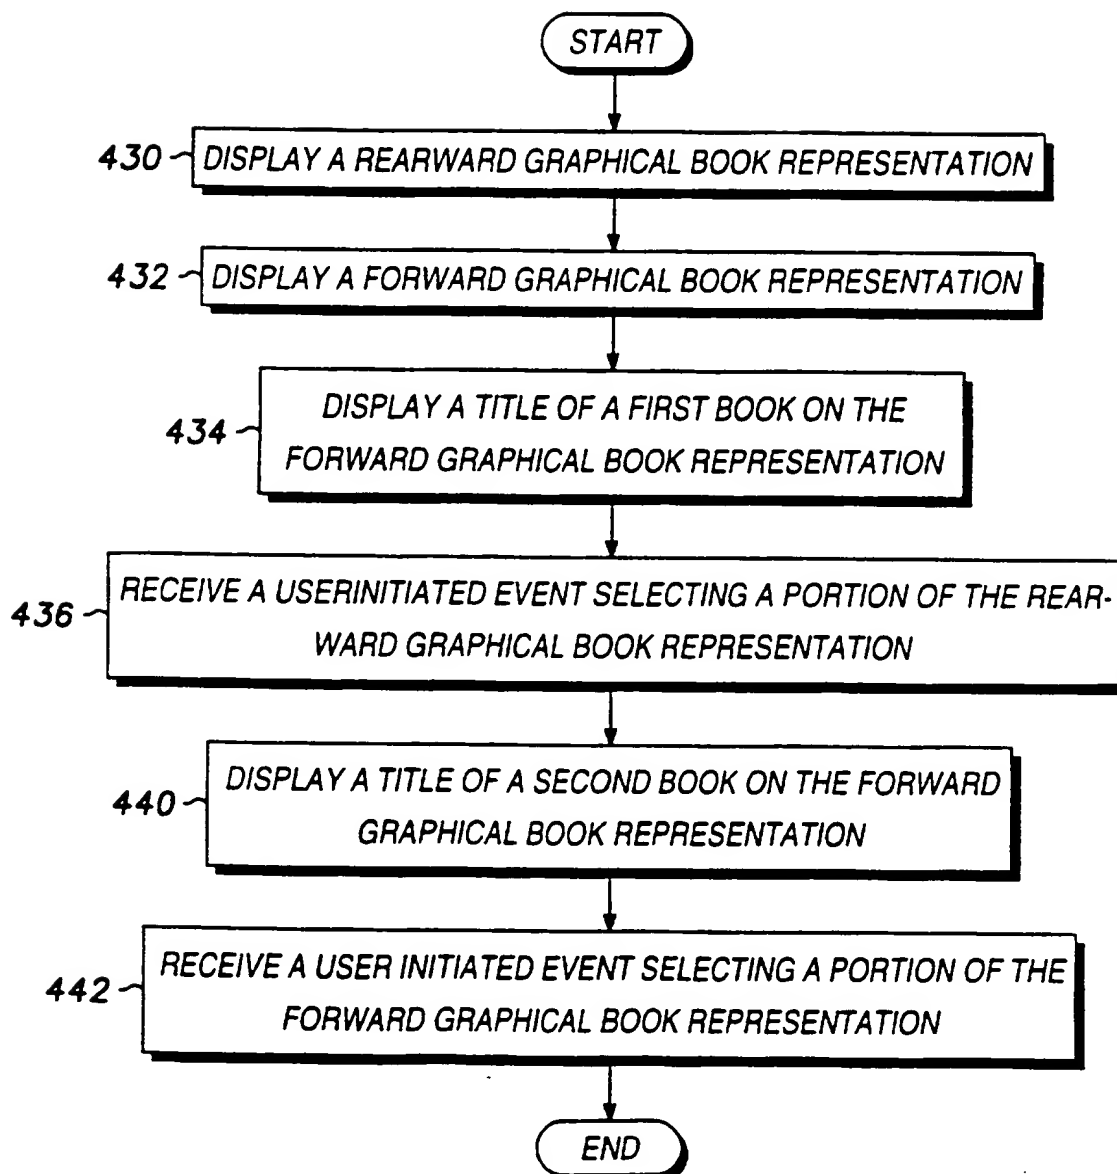 START
430 DISPLAY A REARWARD GRAPHICAL BOOK REPRESENTATION
432 DISPLAY A FORWARD GRAPHICAL BOOK REPRESENTATION
DISPLAY A TITLE OF A FIRST BOOK ON THE
434
FORWARD GRAPHICAL BOOK REPRESENTATION
RECEIVE A USERINITIATED EVENT SELECTING A PORTION OF THE REAR-
436
WARD GRAPHICAL BOOK REPRESENTATION
DISPLAY A TITLE OF A SECOND BOOK ON THE FORWARD
440
GRAPHICAL BOOK REPRESENTATION
RECEIVE A USER INITIATED EVENT SELECTING A PORTION OF THE
442
FORWARD GRAPHICAL BOOK REPRESENTATION
END